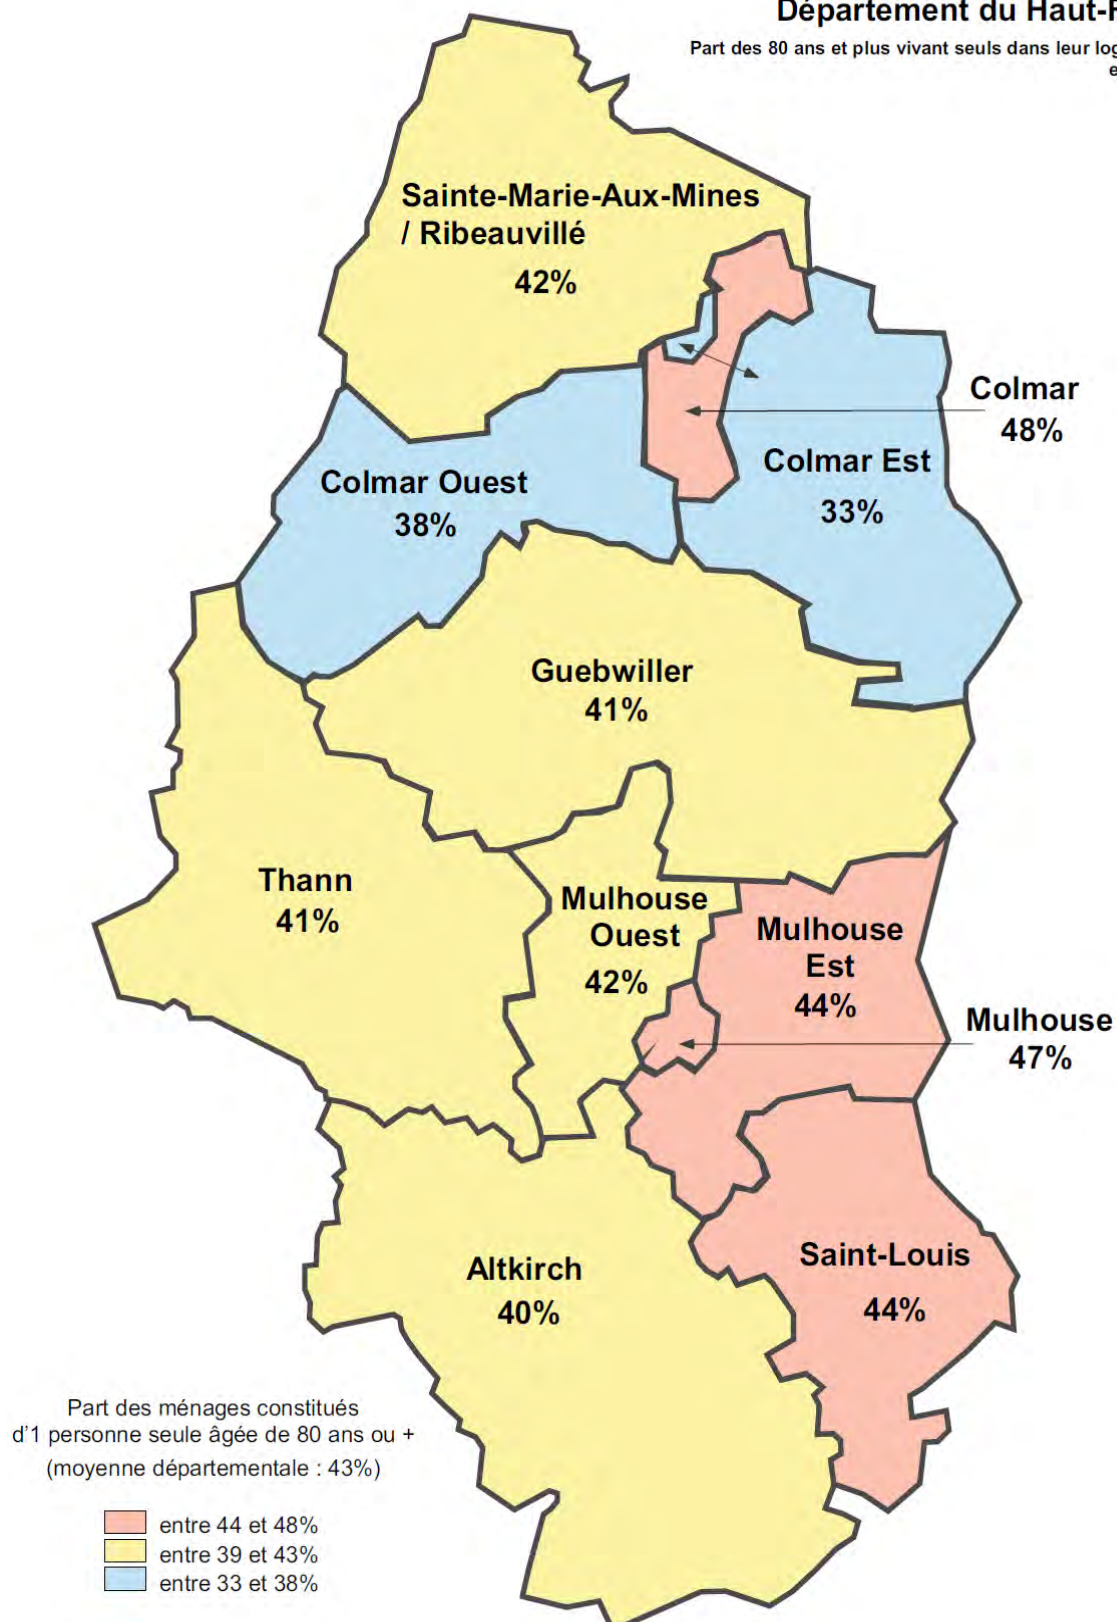 Département du Haut-
Part des 80 ans et plus vivant seuls dans leur
Sainte-Marie-Aux-Mines
/ Ribeauvillé
42%
Colmar
48%
Colmar Ouest
38%
Colmar Est
33%
Guebwiller
41%
Thann
41%
Mulhouse
Ouest
42%
Mulhouse
Est
44%
Mulhouse
47%
Altkirch
40%
Saint-Louis
44%
Part des ménages constitués
d'1 personne seule âgée de 80 ans ou +
(moyenne départementale : 43%)
entre 44 et 48%
entre 39 et 43%
entre 33 et 38%